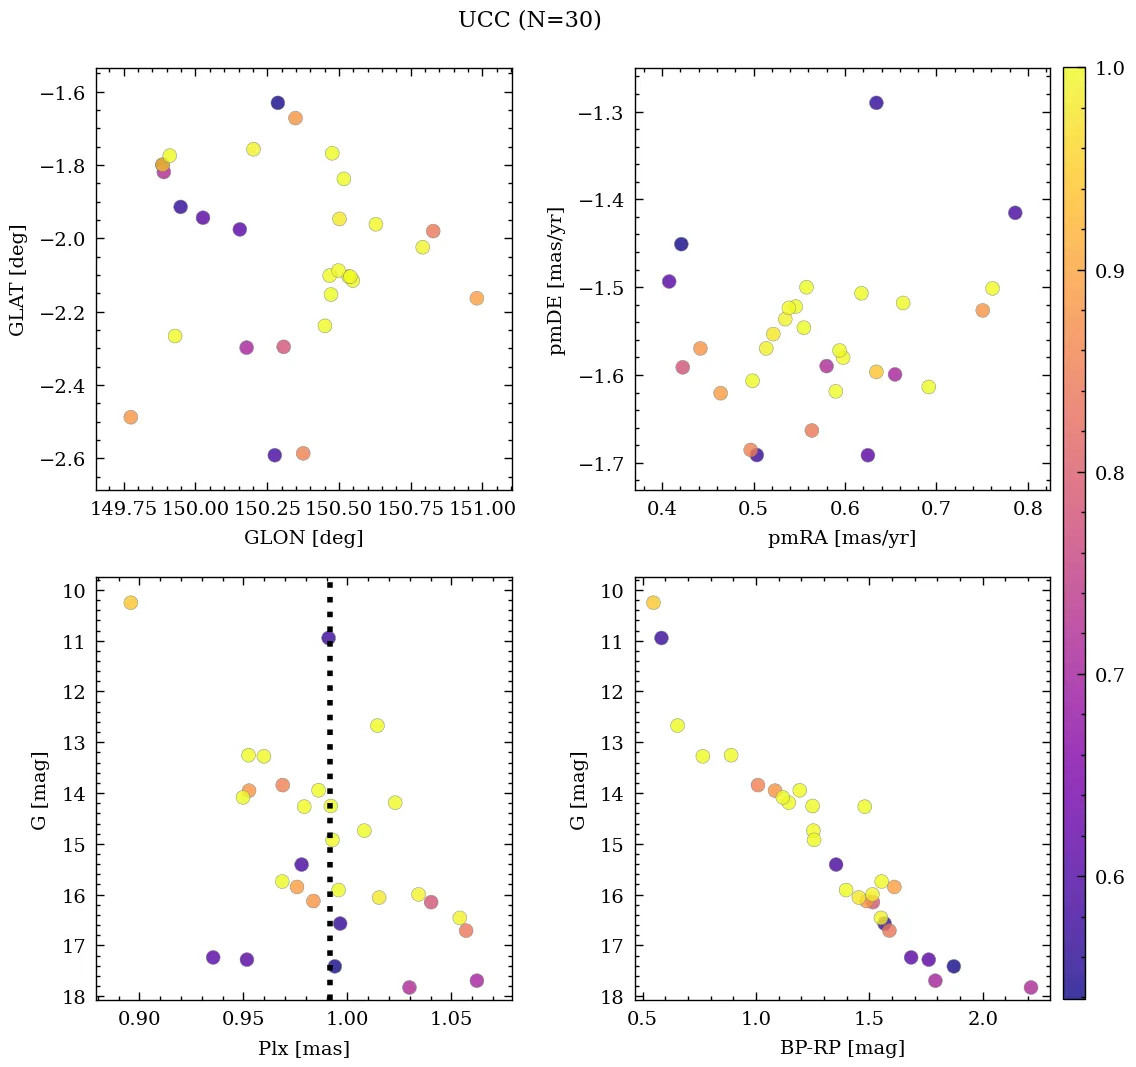 UCC (N=30)
−1.6
−1.8
−2.0
−2.2
−2.4
−2.6
GLAT [deg]
149.75 150.00 150.25 150.50 150.75 151.00
GLON [deg]
−1.3
−1.4
−1.5
−1.6
−1.7
pmDE [mas/yr]
0.4 0.5 0.6 0.7 0.8
pmRA [mas/yr]
1.0
0.9
0.8
0.7
0.6
10
11
12
13
14
15
16
17
18
G [mag]
0.90 0.95 1.00 1.05
Plx [mas]
10
11
12
13
14
15
16
17
18
G [mag]
0.5 1.0 1.5 2.0
BP-RP [mag]